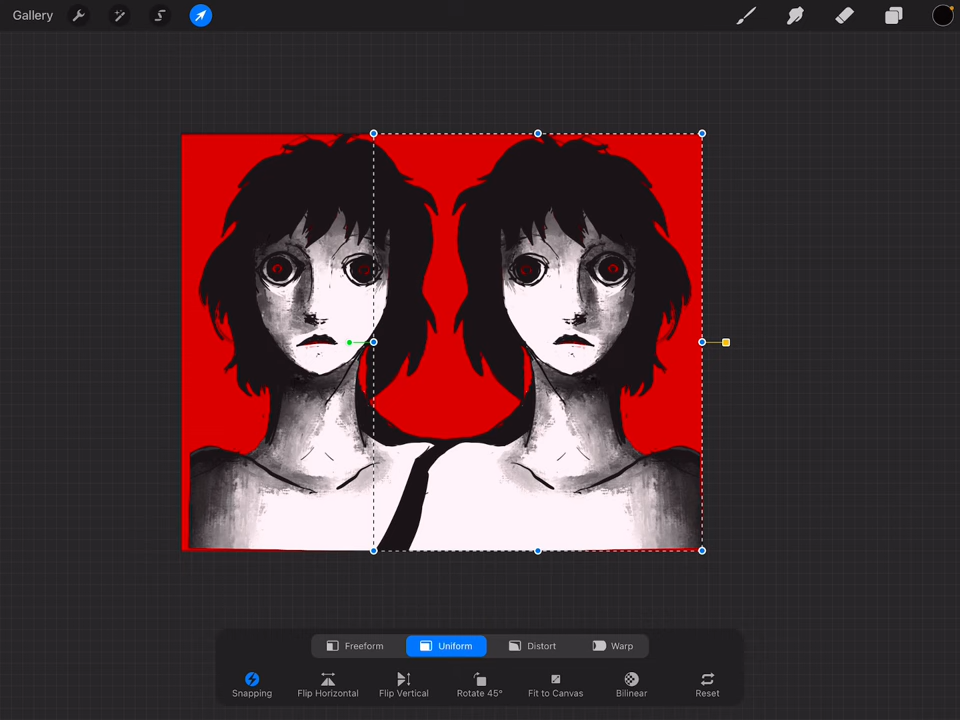 Gallery
Freeform Uniform Distort Warp
Snapping Flip Horizontal Flip Vertical Rotate 45° Fit to Canvas Bilinear Reset